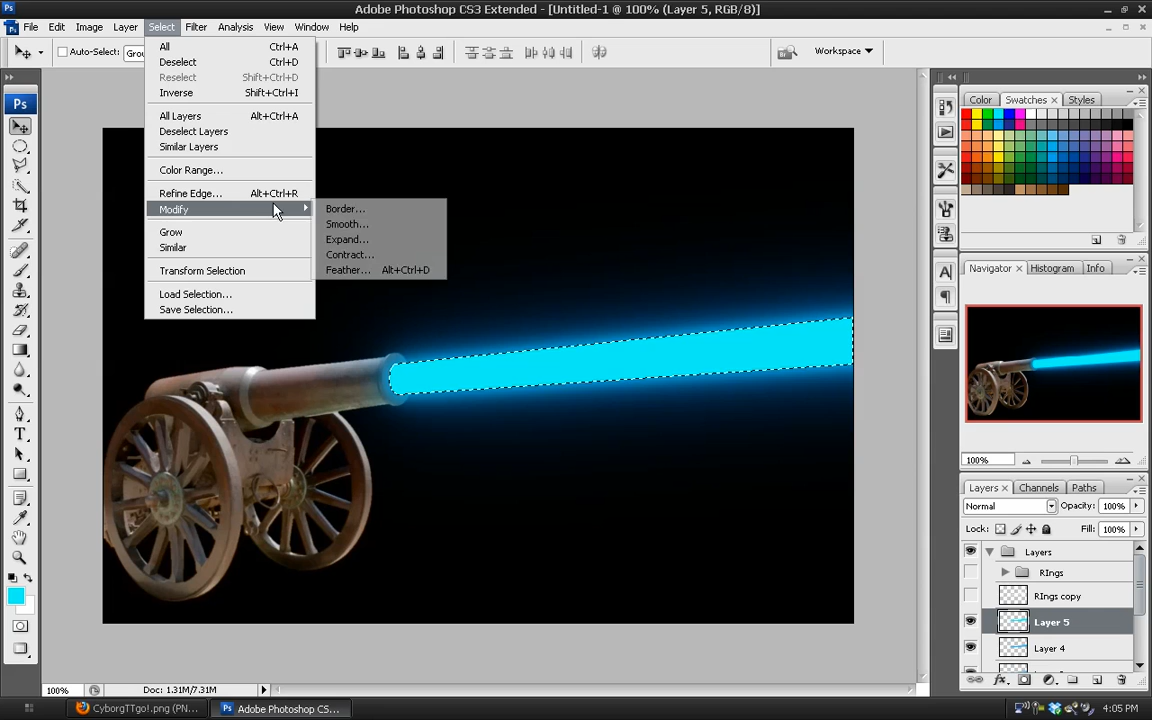 Adobe Photoshop CS3 Extended - [Untitled-1 @ 100% (Layer 5, RGB/8)]
File Edit Image Layer Select Filter Analysis View Window Help
Auto-Select: Grou
Workspace
All Ctrl+A
Deselect Ctrl+D
Reselect Shift+Ctrl+D
Inverse Shift+Ctrl+I
All Layers Alt+Ctrl+A
Deselect Layers
Similar Layers
Color Range...
Refine Edge... Alt+Ctrl+R
Modify
Grow
Similar
Transform Selection
Load Selection...
Save Selection...
Border...
Smooth...
Expand...
Contract...
Feather... Alt+Ctrl+D
Ps
T
Color Swatches Styles
A
Navigator Histogram Info
100%
Layers Channels Paths
Normal Opacity: 100%
Lock: Fill: 100%
Layers
RIngs
RIngs copy
Layer 5
Layer 4
100% Doc: 1.31M/7.31M
CyborgTTgo!.png (PN... Adobe Photoshop CS... 4:05 PM